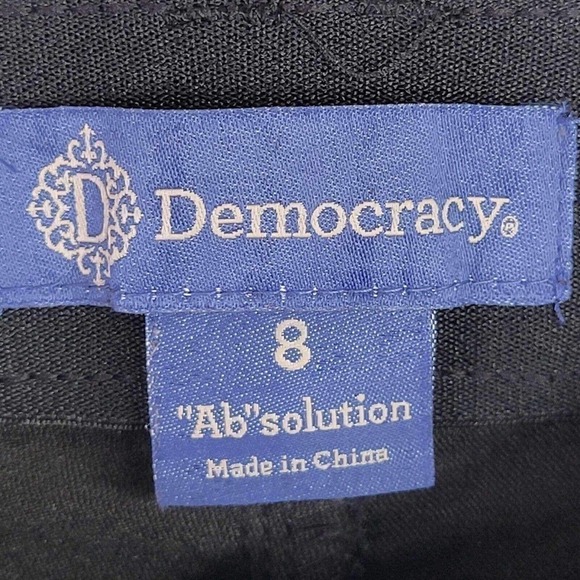 D Democracy®
8
"Ab"solution
Made in China